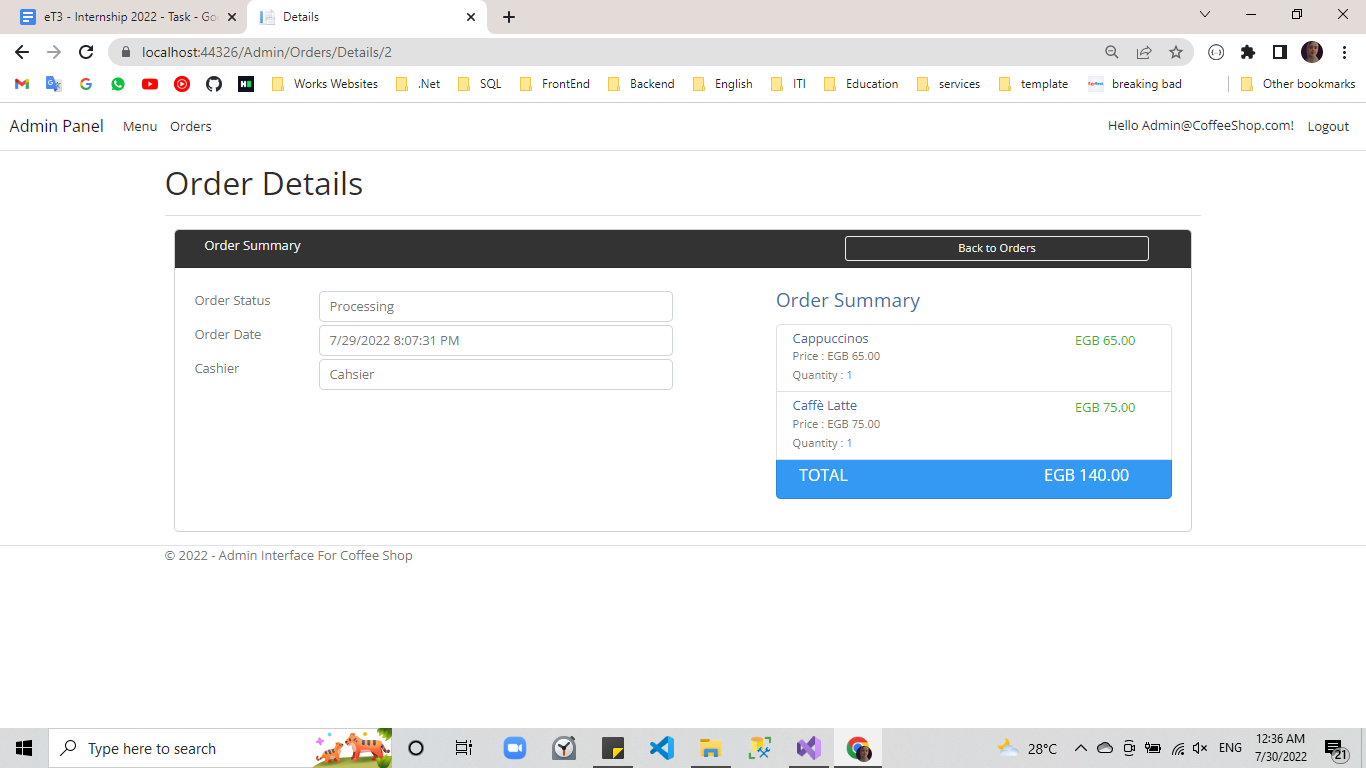 eT3 - Internship 2022 - Task - Go
Details
localhost:44326/Admin/Orders/Details/2
Works Websites
.Net
SQL
FrontEnd
Backend
English
ITI
Education
services
template
breaking bad
Other bookmarks
Admin Panel
Menu
Orders
Hello Admin@CoffeeShop.com!
Logout
Order Details
Order Summary
Back to Orders
Order Status
Processing
Order Date
7/29/2022 8:07:31 PM
Cashier
Cahsier
Order Summary
Cappuccinos
EGB 65.00
Price : EGB 65.00
Quantity : 1
Caffè Latte
EGB 75.00
Price : EGB 75.00
Quantity : 1
TOTAL
EGB 140.00
© 2022 - Admin Interface For Coffee Shop
Type here to search
28°C
ENG
12:36 AM
7/30/2022
21